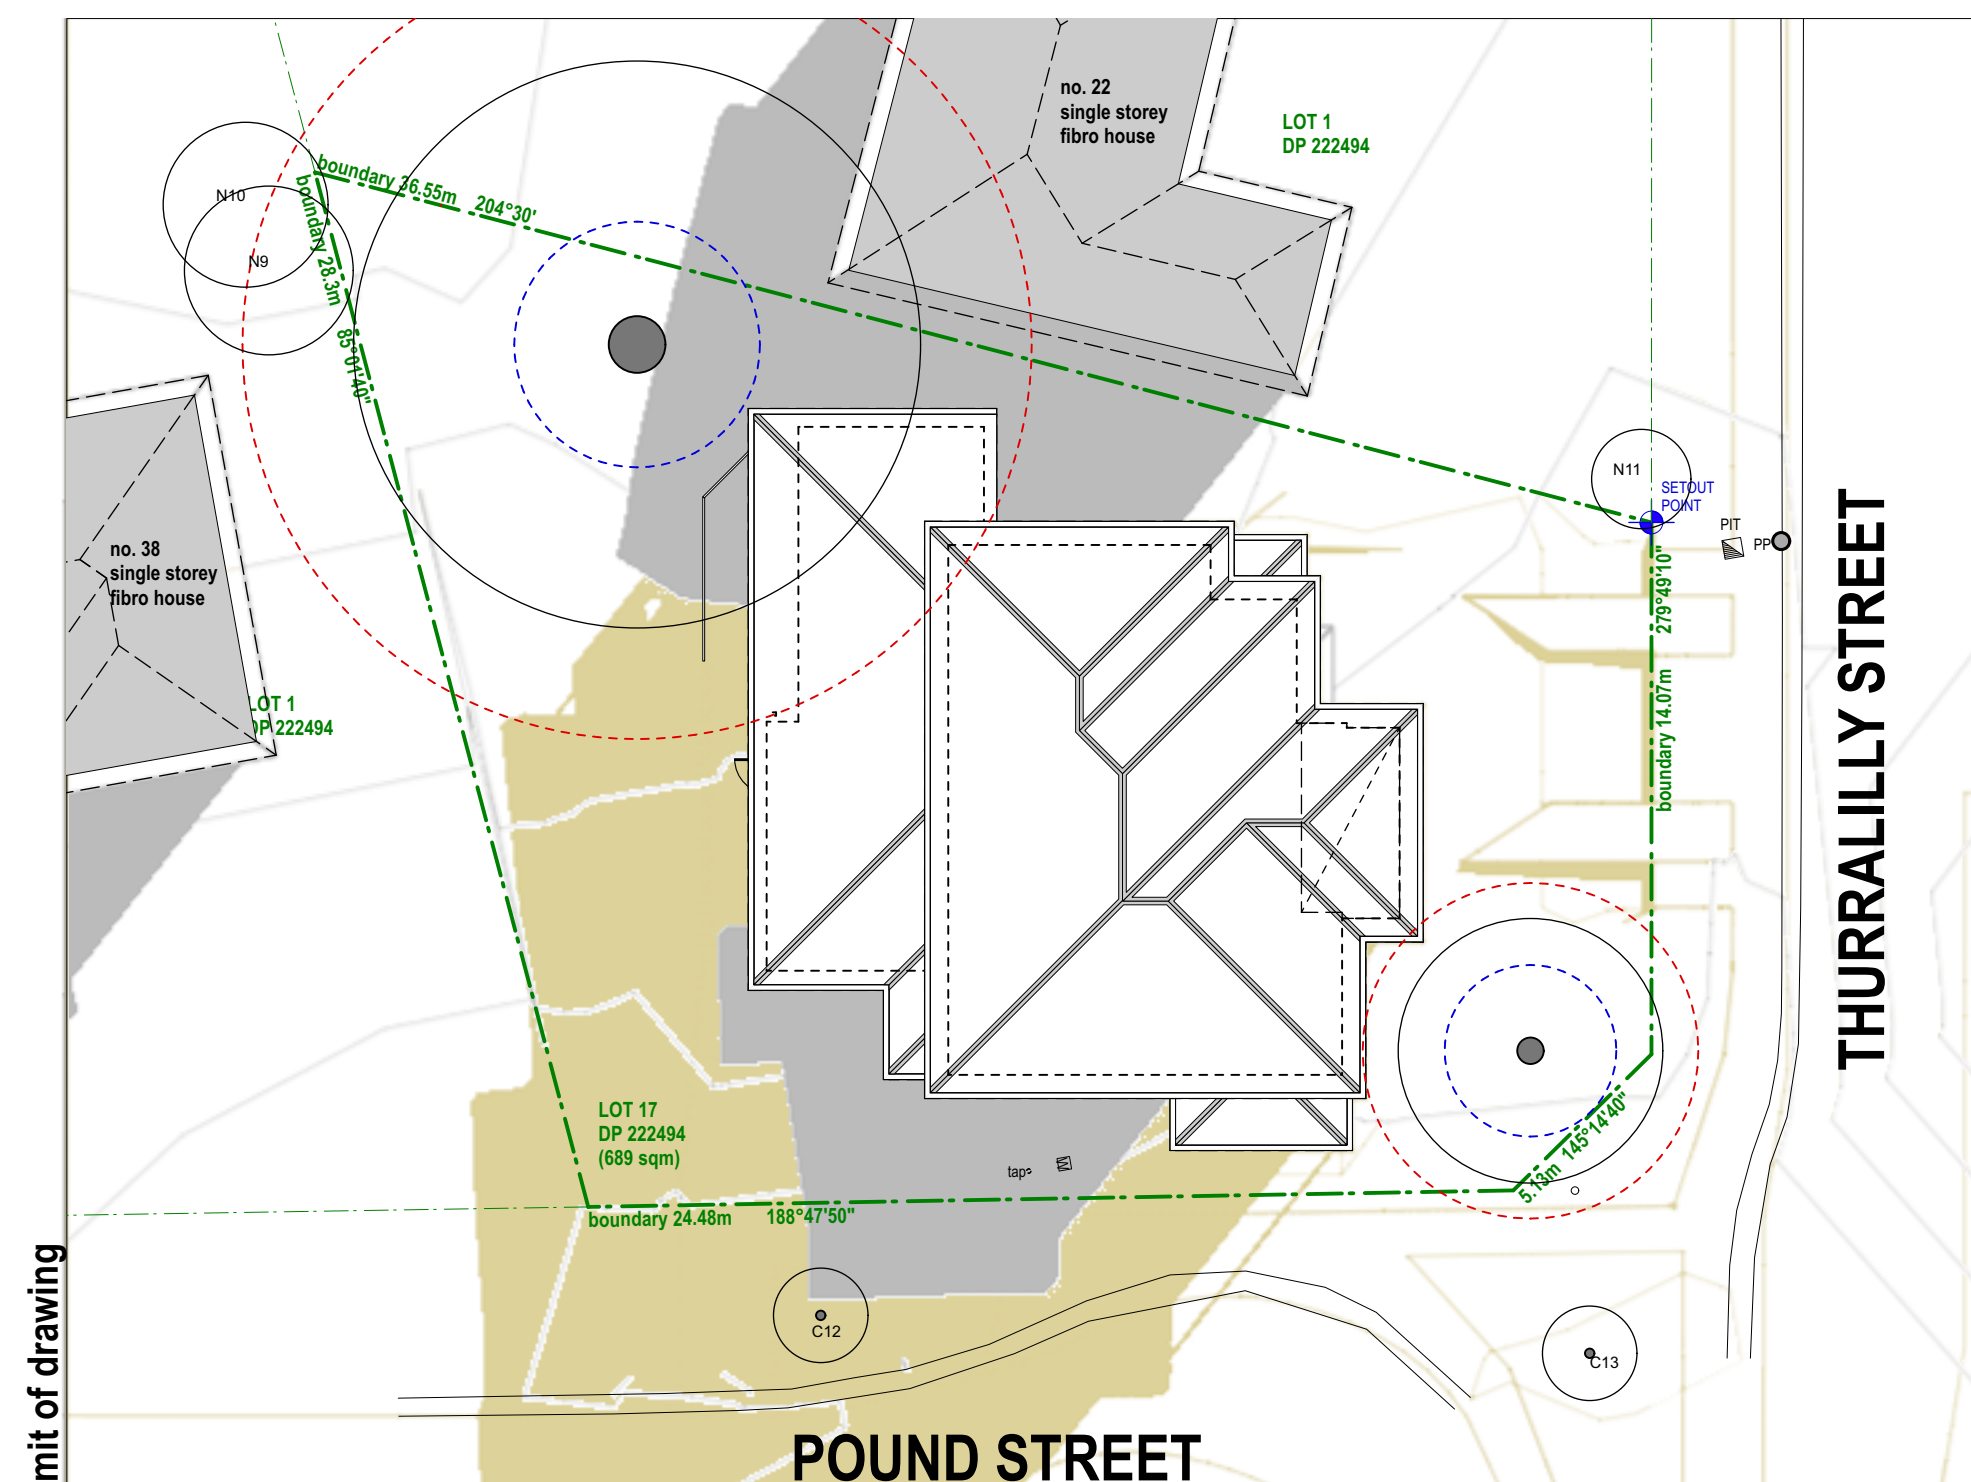 no. 22
single storey
fibro house
LOT 1
DP 222494
boundary 36.55m 204°30'
N10
N9
boundary 28.3m 85°01'40"
N11
SETOUT
POINT
PIT
PP
279°49'10"
boundary 14.07m
THURRALILLY STREET
no. 38
single storey
fibro house
LOT 1
DP 222494
LOT 17
DP 222494
(689 sqm)
tap
boundary 24.48m 188°47'50"
5.13m 145°14'40"
C12
C13
mit of drawing
POUND STREET